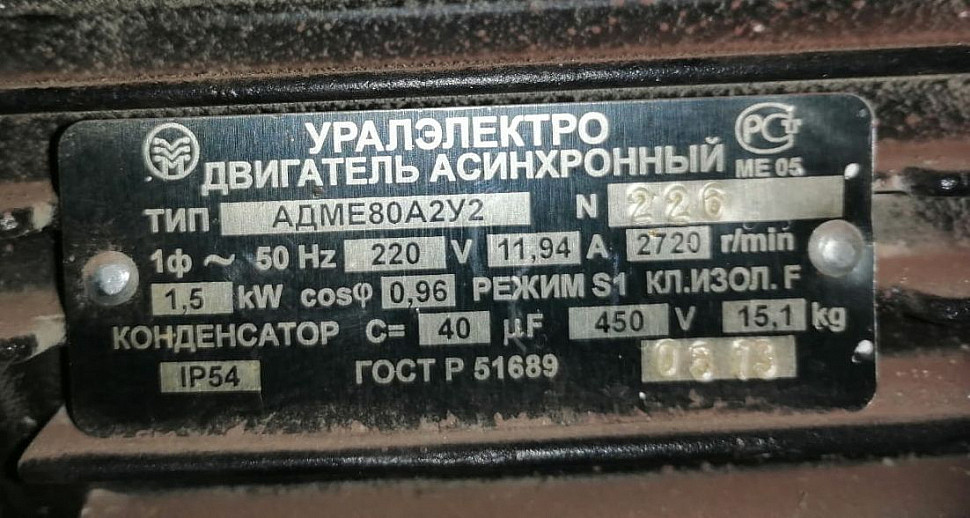 УРАЛЭЛЕКТРО
ДВИГАТЕЛЬ АСИНХРОННЫЙ
РСТ
МЕ 05
ТИП АДМЕ80А2У2 N 226
1ф ~ 50 Hz 220 V 11,94 A 2720 r/min
1,5 kW cosφ 0,96 РЕЖИМ S1 КЛ.ИЗОЛ. F
КОНДЕНСАТОР C= 40 μF 450 V 15,1 kg
IP54 ГОСТ Р 51689 08 13